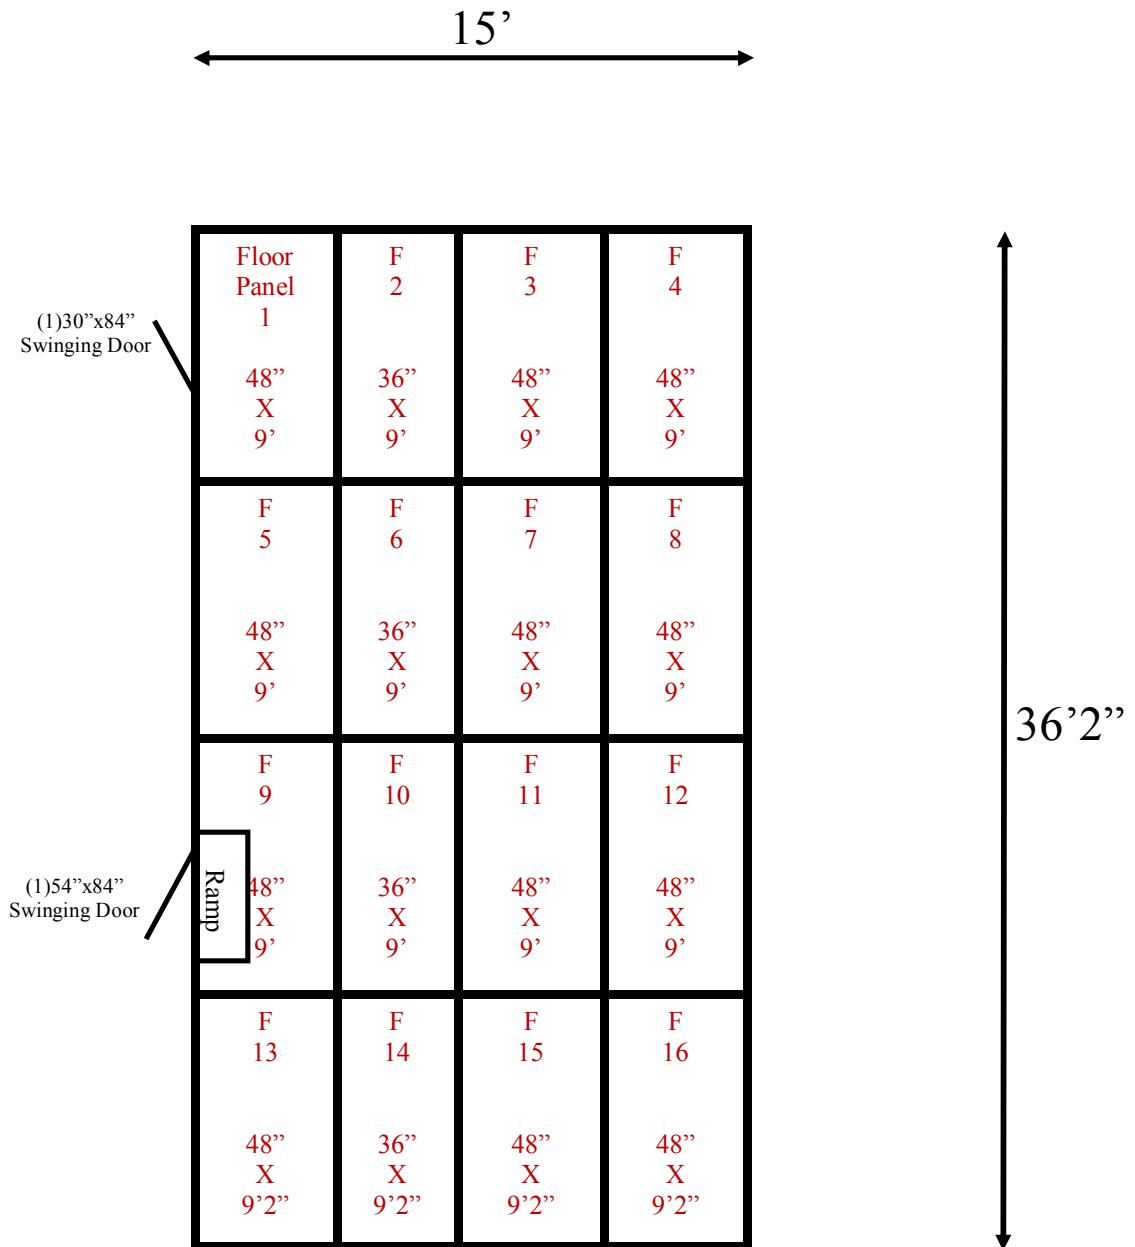 15’
Floor
Panel
1
48”
X
9’
F
2
36”
X
9’
F
3
48”
X
9’
F
4
48”
X
9’
(1)30”x84”
Swinging Door
F
5
48”
X
9’
F
6
36”
X
9’
F
7
48”
X
9’
F
8
48”
X
9’
36’2”
F
9
48”
X
9’
Ramp
F
10
36”
X
9’
F
11
48”
X
9’
F
12
48”
X
9’
(1)54”x84”
Swinging Door
F
13
48”
X
9’2”
F
14
36”
X
9’2”
F
15
48”
X
9’2”
F
16
48”
X
9’2”